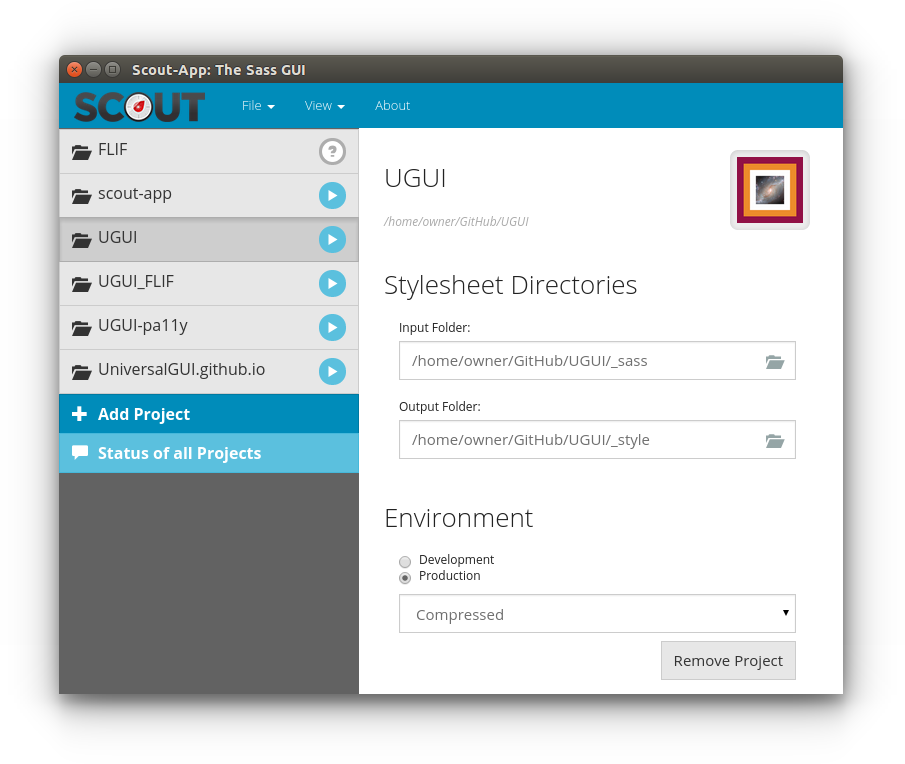 Scout-App: The Sass GUI
SCOUT File View About
FLIF
?
scout-app
UGUI
UGUI_FLIF
UGUI-pa11y
UniversalGUI.github.io
Add Project
Status of all Projects
UGUI
/home/owner/GitHub/UGUI
Stylesheet Directories
Input Folder:
/home/owner/GitHub/UGUI/_sass
Output Folder:
/home/owner/GitHub/UGUI/_style
Environment
Development
Production
Compressed
Remove Project